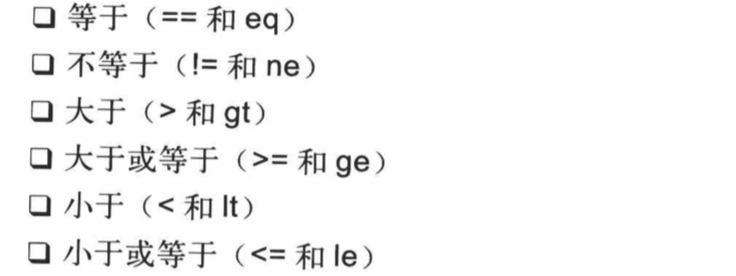 ❏ 等于（== 和 eq）
❏ 不等于（!= 和 ne）
❏ 大于（> 和 gt）
❏ 大于或等于（>= 和 ge）
❏ 小于（< 和 lt）
❏ 小于或等于（<= 和 le）